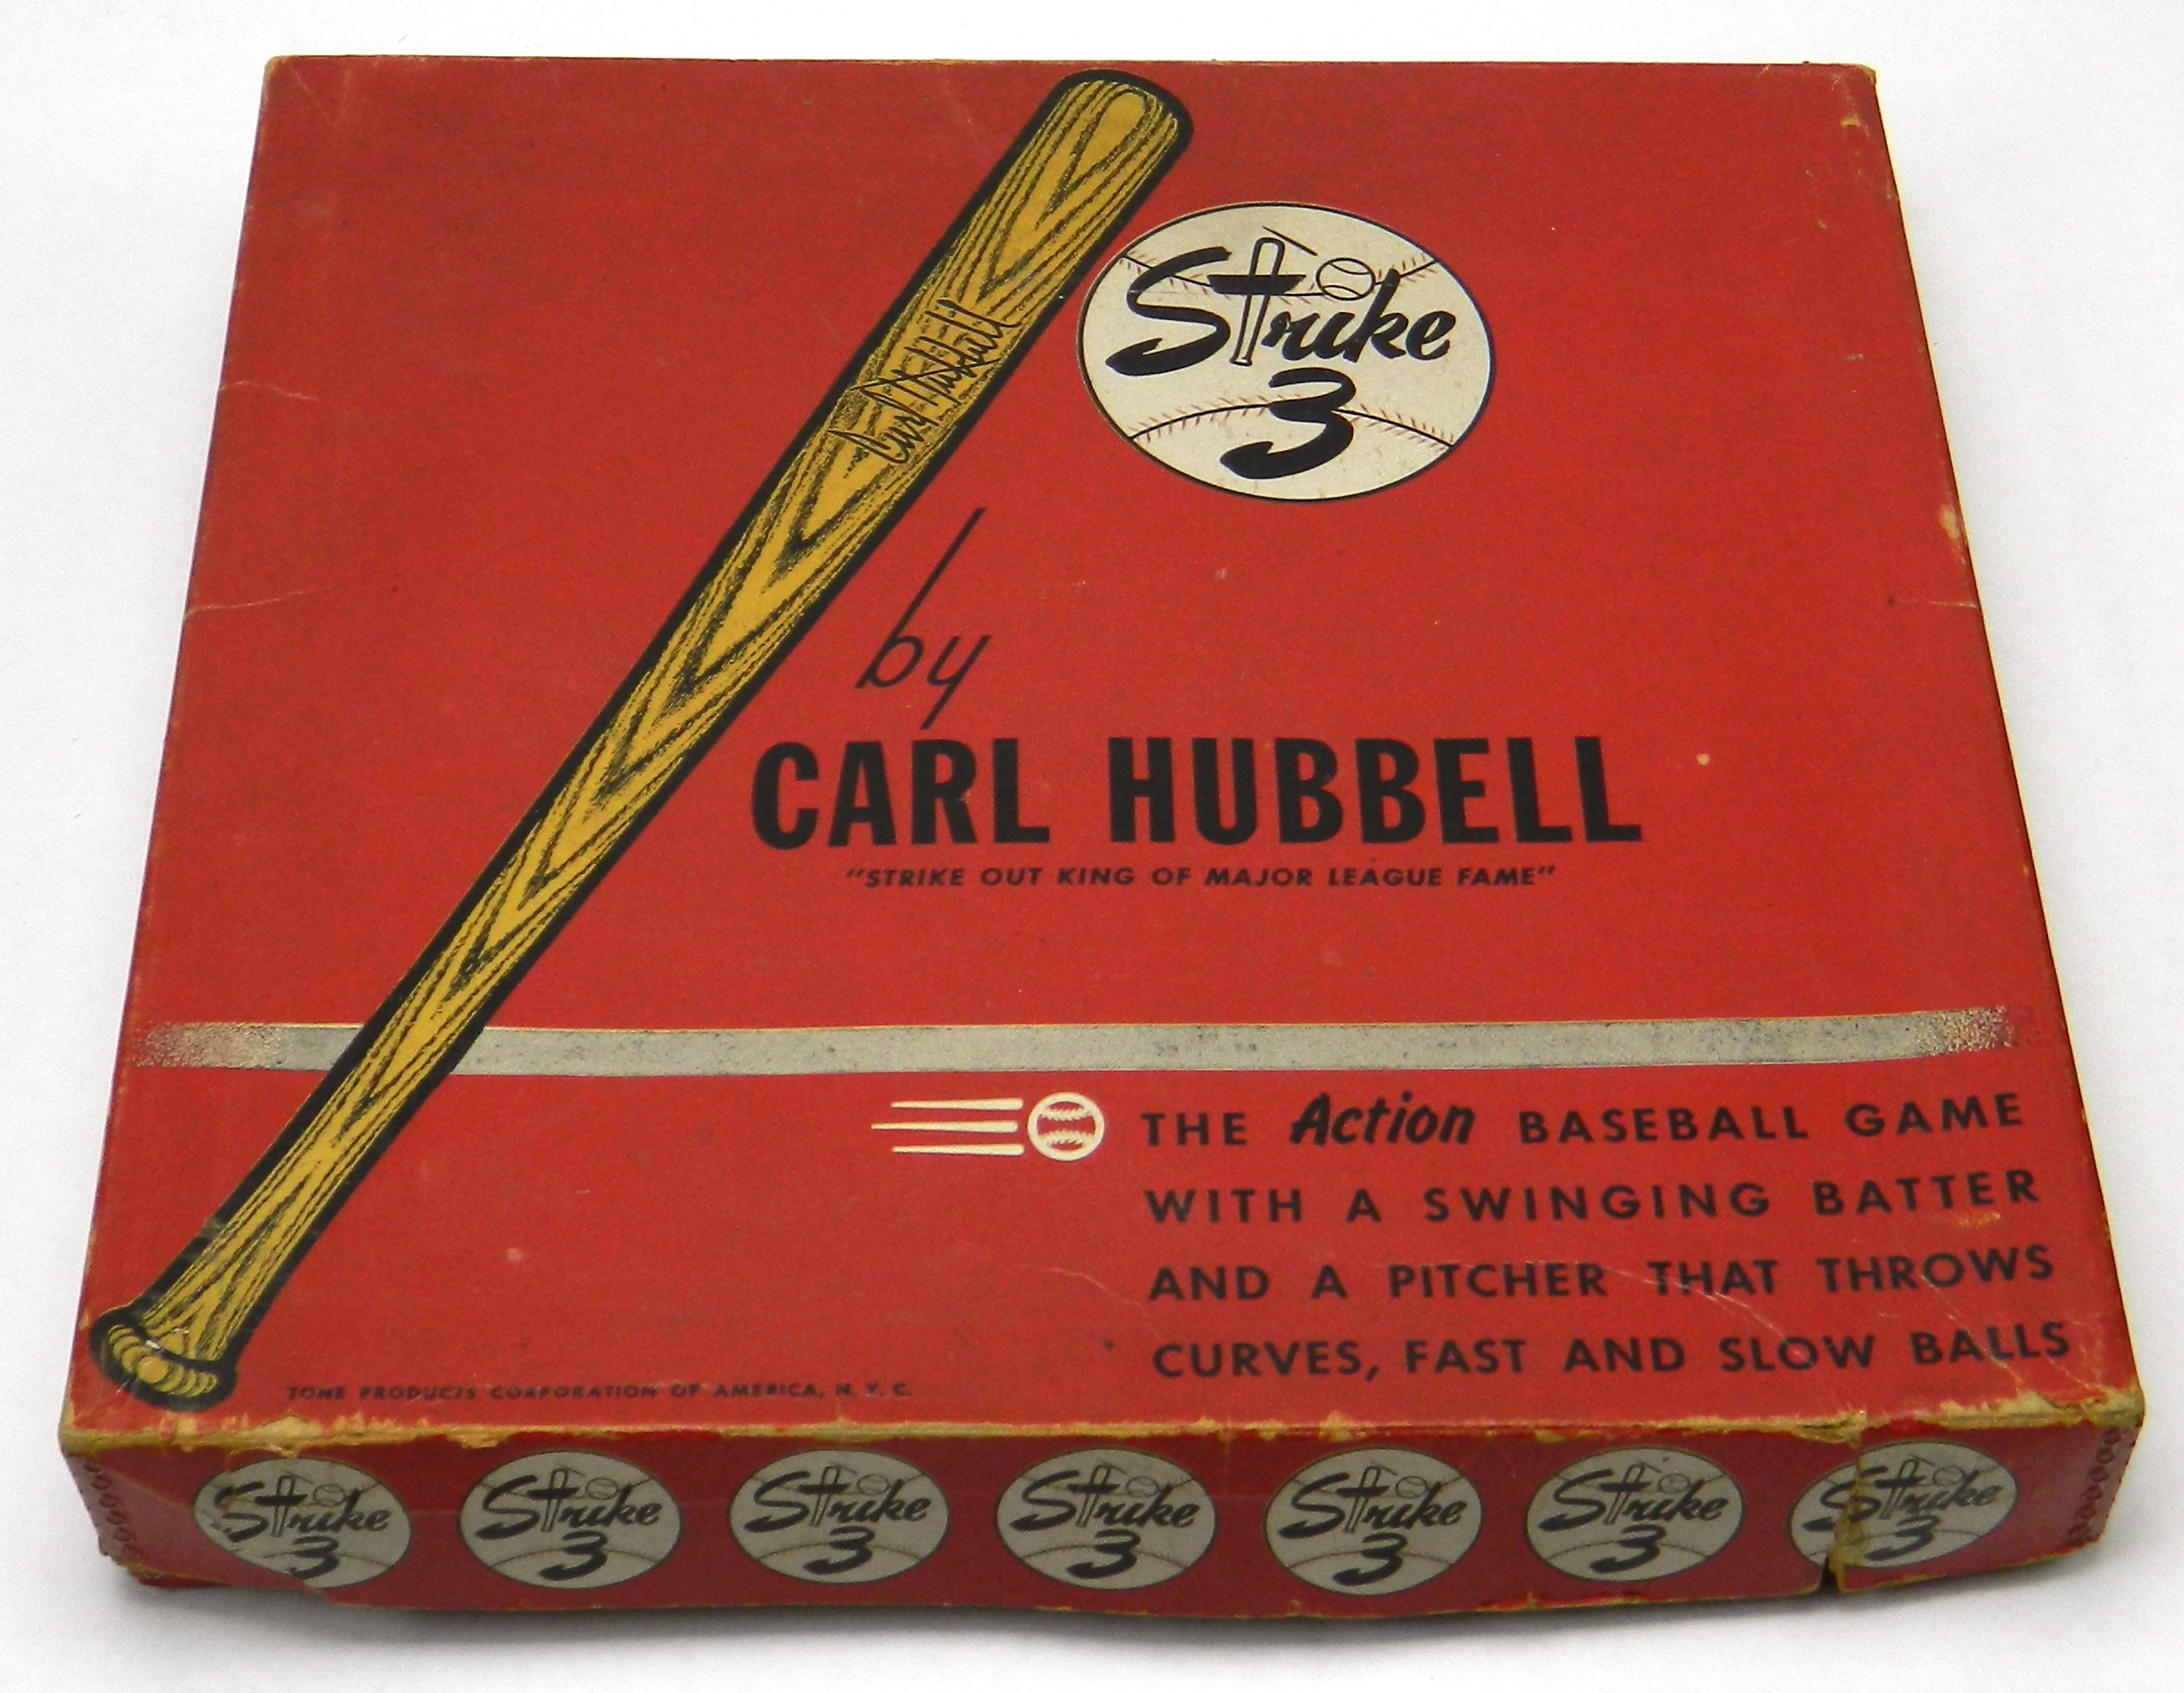 Carl Hubbell
Strike
3
by
CARL HUBBELL
"STRIKE OUT KING OF MAJOR LEAGUE FAME"
THE Action BASEBALL GAME
WITH A SWINGING BATTER
AND A PITCHER THAT THROWS
CURVES, FAST AND SLOW BALLS
TONE PRODUCTS CORPORATION OF AMERICA, N. Y. C.
Strike
3
Strike
3
Strike
3
Strike
3
Strike
3
Strike
3
Strike
3